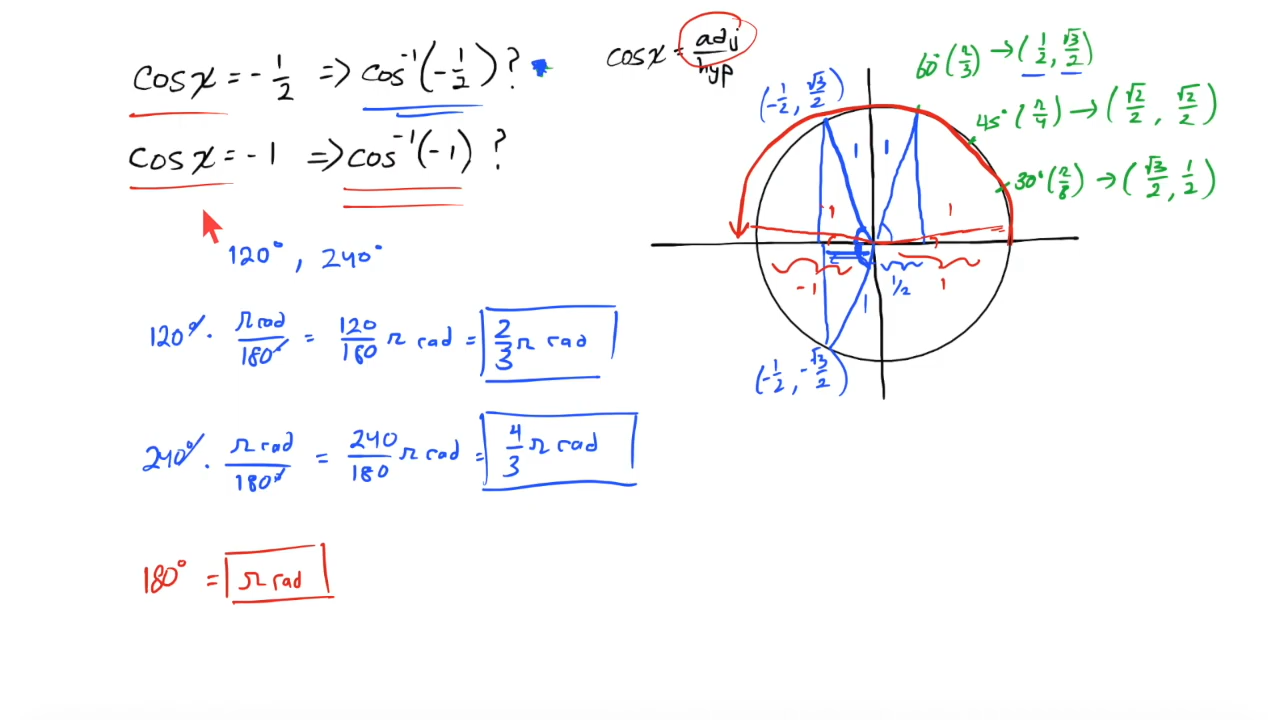 cos x = -1/2 => cos⁻¹(-1/2)?
cos x = -1 => cos⁻¹(-1)?
120°, 240°
120° · π rad/180° = 120/180 π rad = 2/3 π rad
240° · π rad/180° = 240/180 π rad = 4/3 π rad
180° = π rad
cos x = adj/hyp
60° (π/3) → (1/2, √3/2)
45° (π/4) → (√2/2, √2/2)
30° (π/8) → (√3/2, 1/2)
(-1/2, √3/2)
1 1
1 1
-1 1/2 1
1
(-1/2, -√3/2)